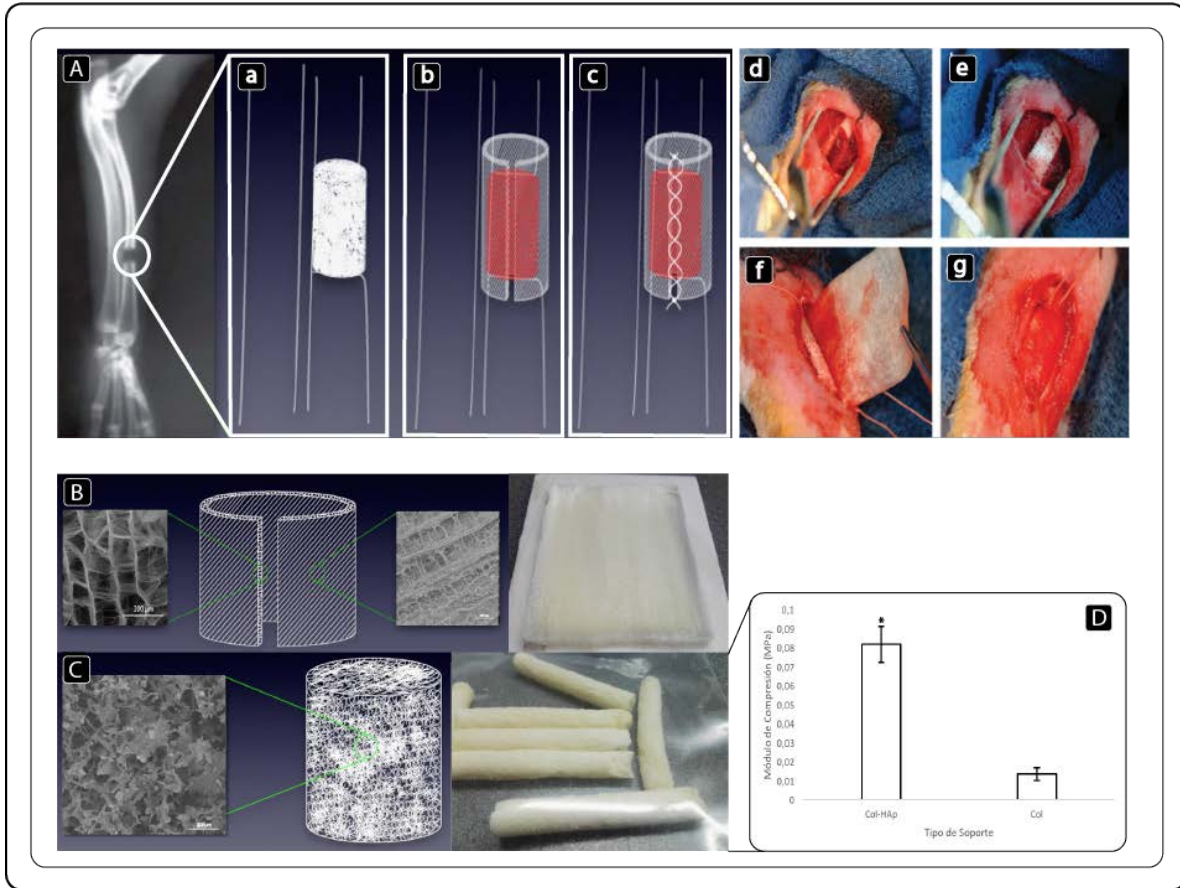 A
a
b
c
d
e
f
g
B
200 µm
C
D
0,1
0,09
0,08
0,07
0,06
0,05
0,04
0,03
0,02
0,01
0
Módulo de Compresión (MPa)
*
Col-HAp
Col
Tipo de Soporte